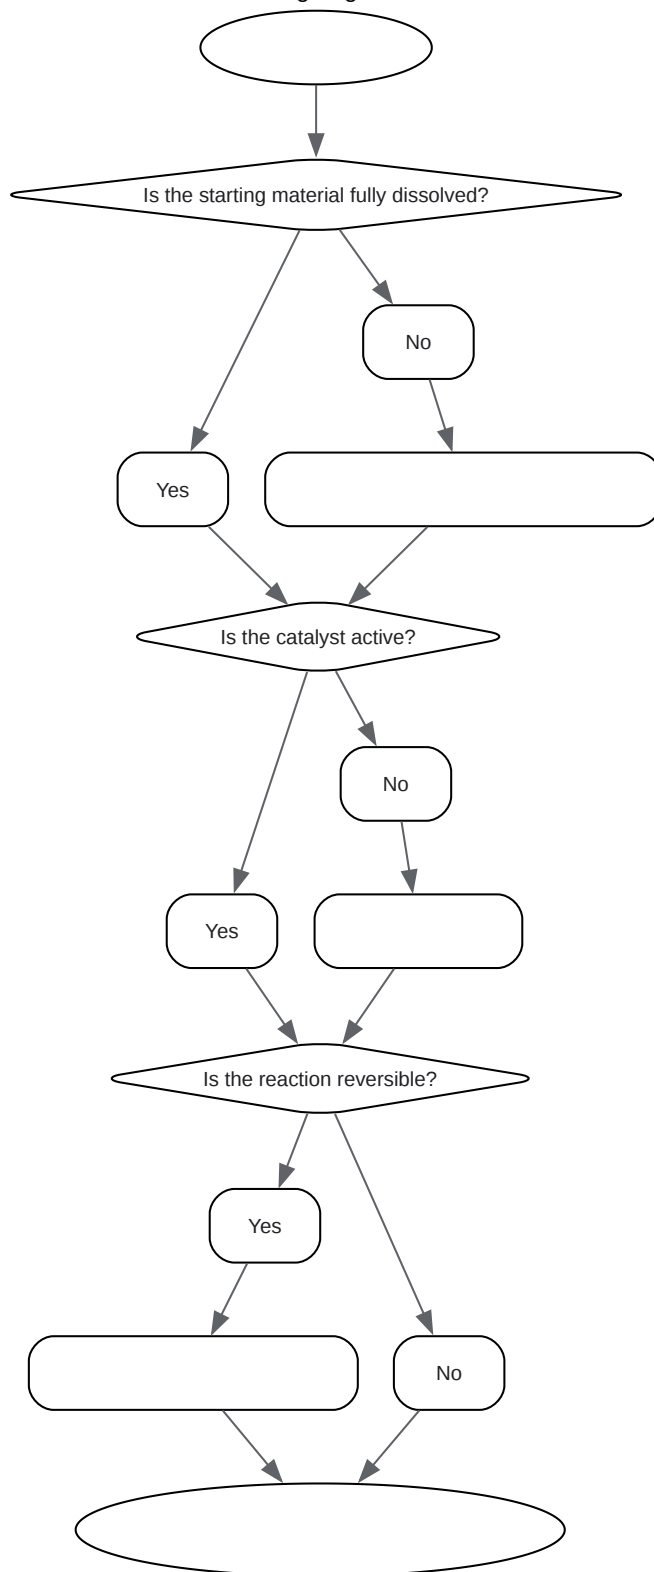 Is the starting material fully dissolved?
No
Yes
Is the catalyst active?
No
Yes
Is the reaction reversible?
Yes
No